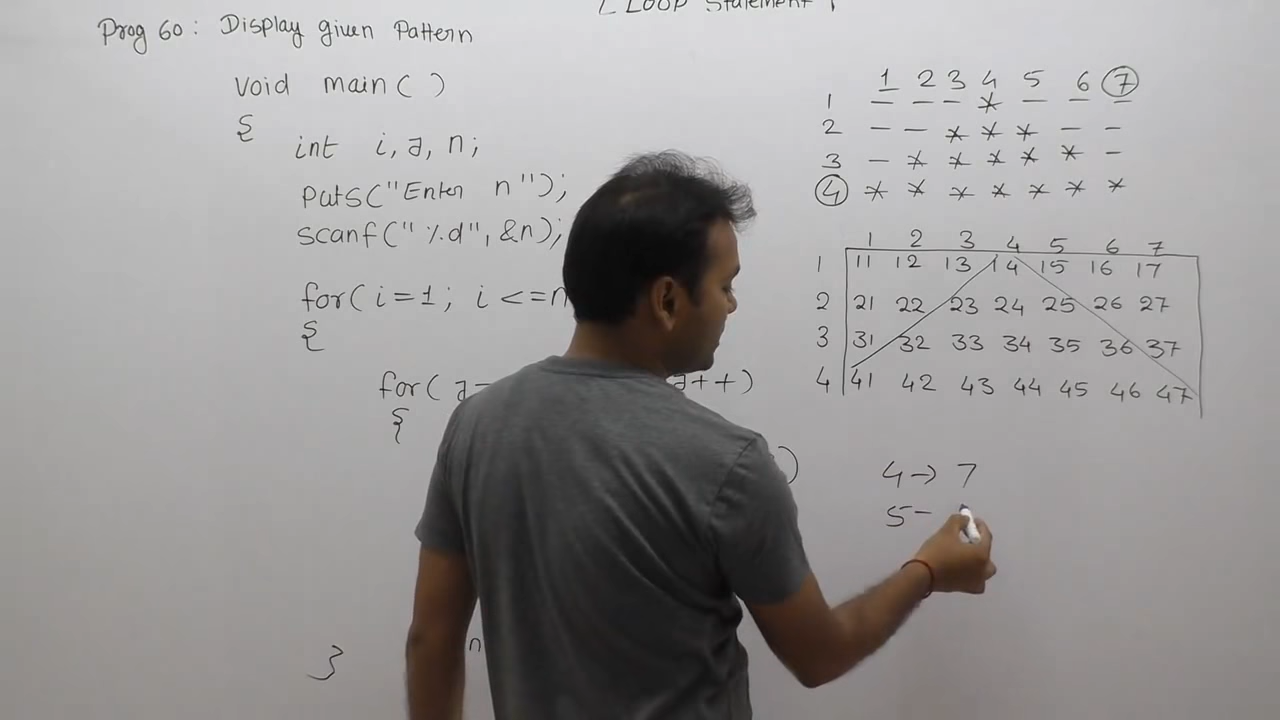 [ Loop Statement ]
Prog 60: Display given Pattern
void main( )
{
int i, j, n;
puts("Enter n");
scanf("%d", &n);
for(i=1; i <=n
{
for( j= j++)
{
)
n
}
1 2 3 4 5 6 7
1 – – – * – – –
2 – – * * * – –
3 – * * * * * –
4 * * * * * * *
1 2 3 4 5 6 7
1 11 12 13 14 15 16 17
2 21 22 23 24 25 26 27
3 31 32 33 34 35 36 37
4 41 42 43 44 45 46 47
4 → 7
5 –